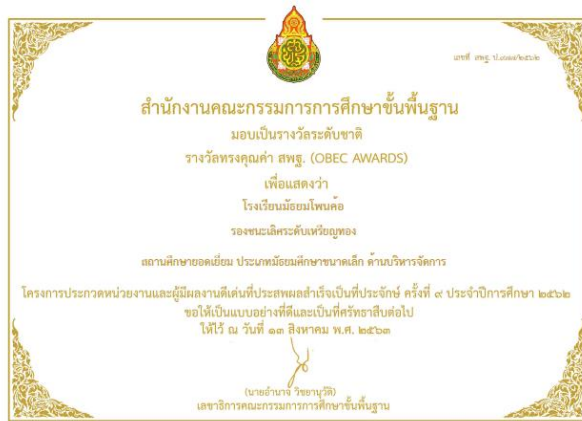 เลขที่ สพฐ. ป.
สำนักงานคณะกรรมการการศึกษาขั้นพื้นฐาน
มอบเป็นรางวัลระดับชาติ
รางวัลทรงคุณค่า สพฐ. (OBEC AWARDS)
เพื่อแสดงว่า
โรงเรียนมัธยมโพนค้อ
รองชนะเลิศระดับเหรียญทอง
สถานศึกษายอดเยี่ยม ประเภทมัธยมศึกษาขนาดเล็ก ด้านบริหารจัดการ
โครงการประกวดหน่วยงานและผู้มีผลงานดีเด่นที่ประสพผลสำเร็จเป็นที่ประจักษ์ ครั้งที่ ๙ ประจำปีการศึกษา ๒๕๖๒
ขอให้เป็นแบบอย่างที่ดีและเป็นที่ศรัทธาสืบต่อไป
ให้ไว้ ณ วันที่ ๑๓ สิงหาคม พ.ศ. ๒๕๖๓
(นายอำนาจ วิชยานุวัติ)
เลขาธิการคณะกรรมการการศึกษาขั้นพื้นฐาน